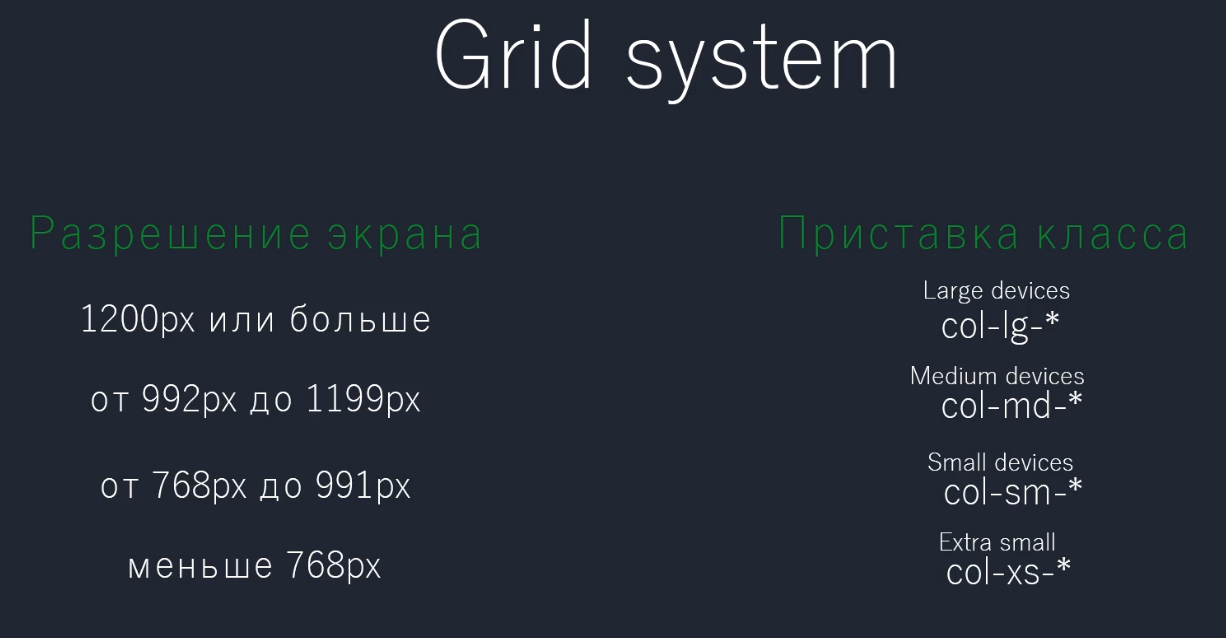 Grid system
Разрешение экрана
Приставка класса
1200px или больше
Large devices
col-lg-*
от 992px до 1199px
Medium devices
col-md-*
от 768px до 991px
Small devices
col-sm-*
меньше 768px
Extra small
col-xs-*